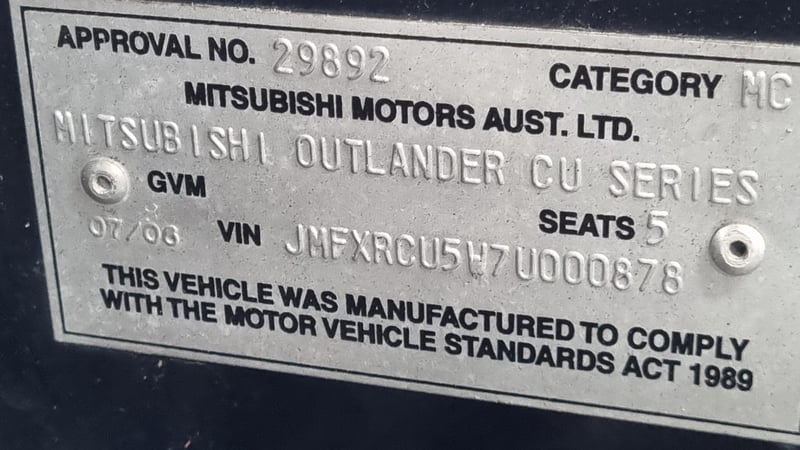 APPROVAL NO. 29892 CATEGORY MC
MITSUBISHI MOTORS AUST. LTD.
MITSUBISHI OUTLANDER CU SERIES
GVM SEATS 5
07/06 VIN JMFXRCU5W7U000878
THIS VEHICLE WAS MANUFACTURED TO COMPLY
WITH THE MOTOR VEHICLE STANDARDS ACT 1989